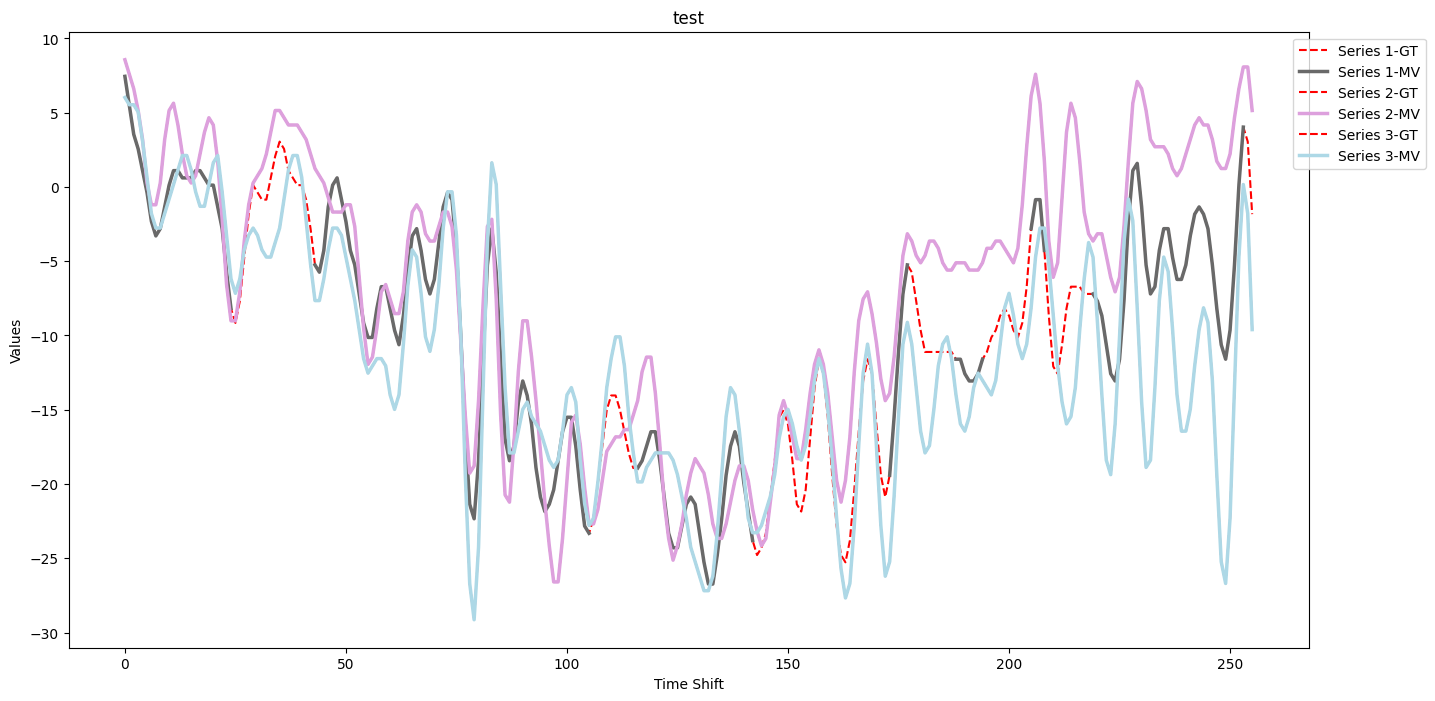 test
Series 1-GT
Series 1-MV
Series 2-GT
Series 2-MV
Series 3-GT
Series 3-MV
Values
10
5
0
−5
−10
−15
−20
−25
−30
0 50 100 150 200 250
Time Shift